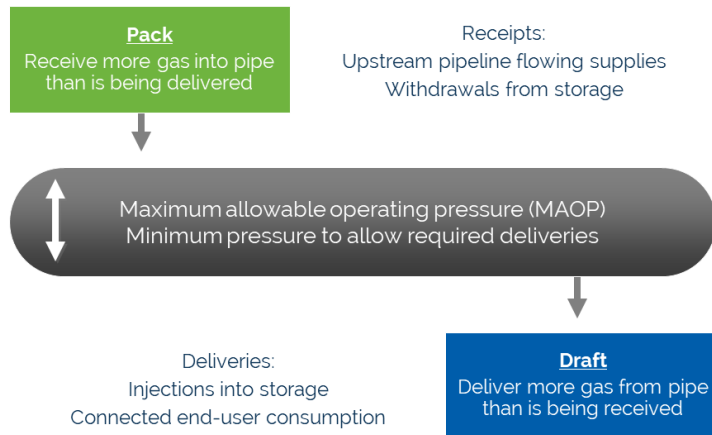 Pack
Receive more gas into pipe
than is being delivered
Receipts:
Upstream pipeline flowing supplies
Withdrawals from storage
Maximum allowable operating pressure (MAOP)
Minimum pressure to allow required deliveries
Deliveries:
Injections into storage
Connected end-user consumption
Draft
Deliver more gas from pipe
than is being received